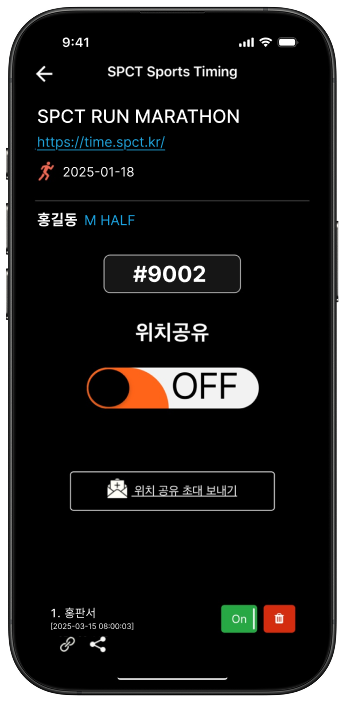 9:41
SPCT Sports Timing
SPCT RUN MARATHON
https://time.spct.kr/
2025-01-18
홍길동 M HALF
#9002
위치공유
OFF
위치 공유 초대 보내기
1. 홍판서
On
[2025-03-15 08:00:03]